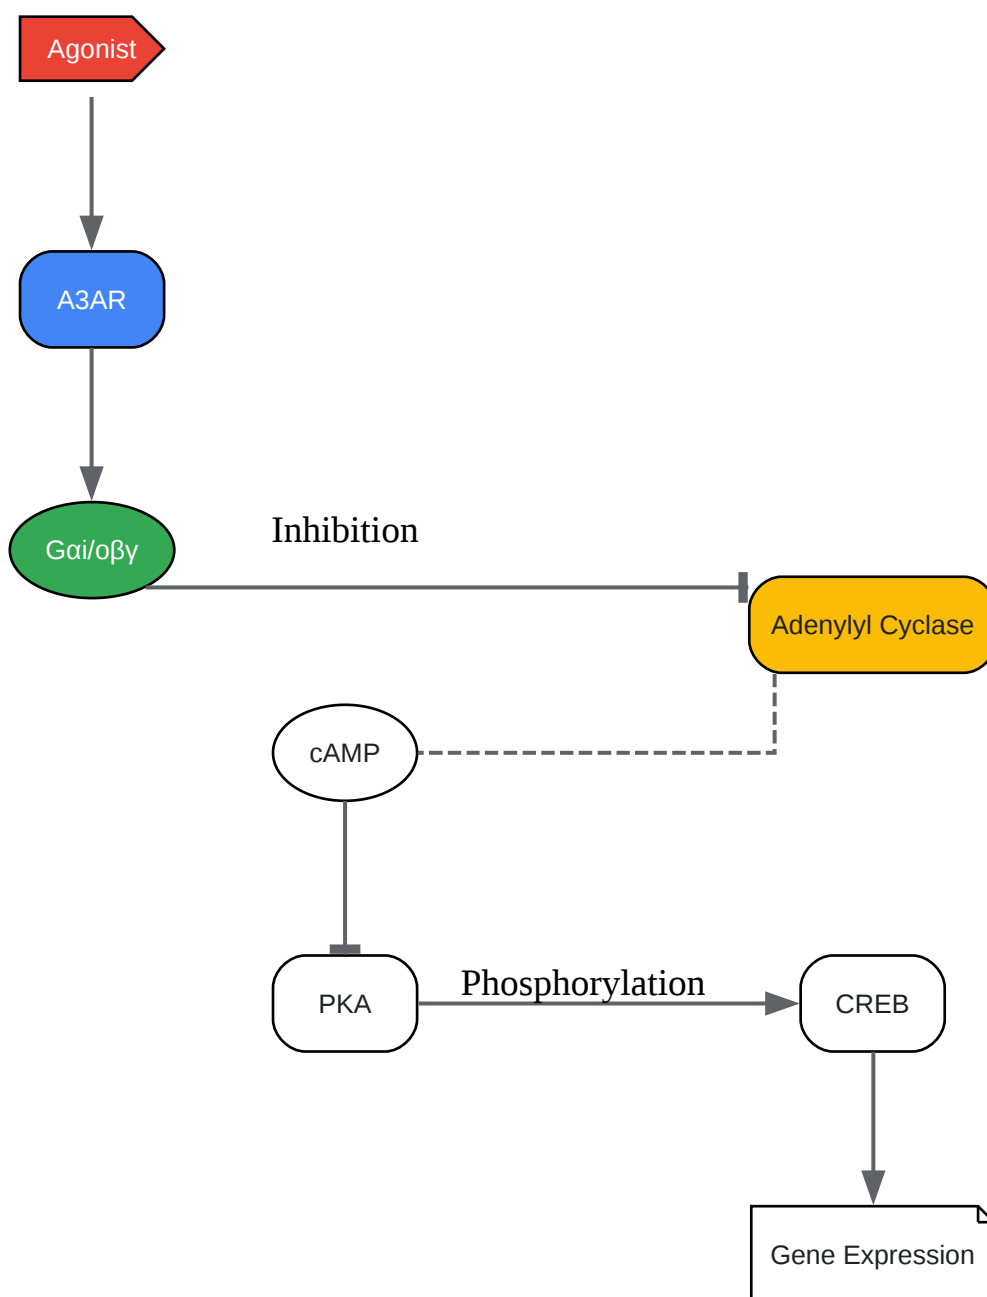 Agonist
A3AR
Gαi/oβγ
Inhibition
Adenylyl Cyclase
cAMP
PKA
Phosphorylation
CREB
Gene Expression